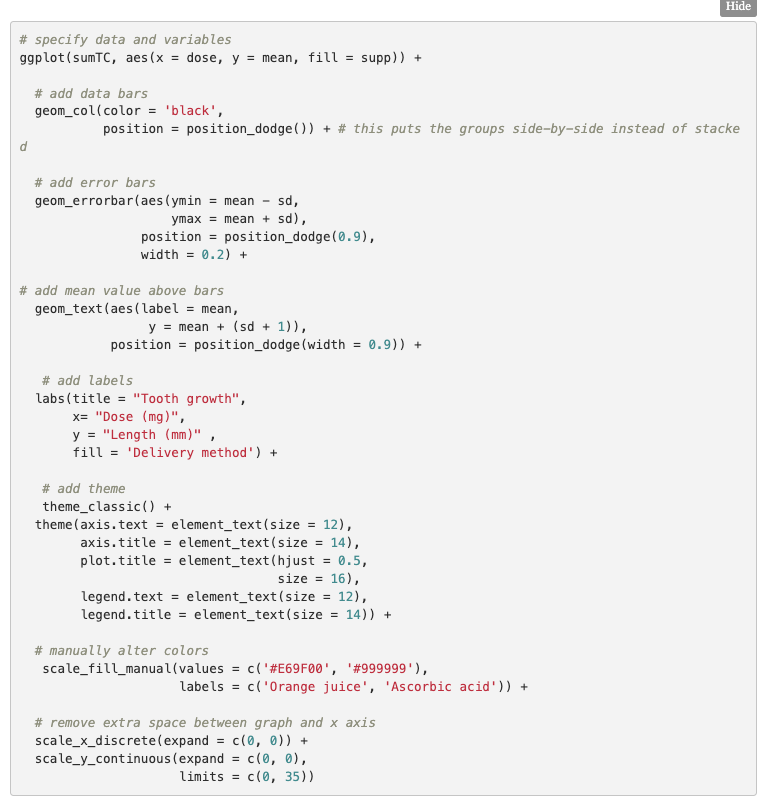 Hide
# specify data and variables
ggplot(sumTC, aes(x = dose, y = mean, fill = supp)) +
# add data bars
geom_col(color = 'black',
position = position_dodge()) + # this puts the groups side-by-side instead of stacke
d
# add error bars
geom_errorbar(aes(ymin = mean - sd,
ymax = mean + sd),
position = position_dodge(0.9),
width = 0.2) +
# add mean value above bars
geom_text(aes(label = mean,
y = mean + (sd + 1)),
position = position_dodge(width = 0.9)) +
# add labels
labs(title = "Tooth growth",
x= "Dose (mg)",
y = "Length (mm)" ,
fill = 'Delivery method') +
# add theme
theme_classic() +
theme(axis.text = element_text(size = 12),
axis.title = element_text(size = 14),
plot.title = element_text(hjust = 0.5,
size = 16),
legend.text = element_text(size = 12),
legend.title = element_text(size = 14)) +
# manually alter colors
scale_fill_manual(values = c('#E69F00', '#999999'),
labels = c('Orange juice', 'Ascorbic acid')) +
# remove extra space between graph and x axis
scale_x_discrete(expand = c(0, 0)) +
scale_y_continuous(expand = c(0, 0),
limits = c(0, 35))